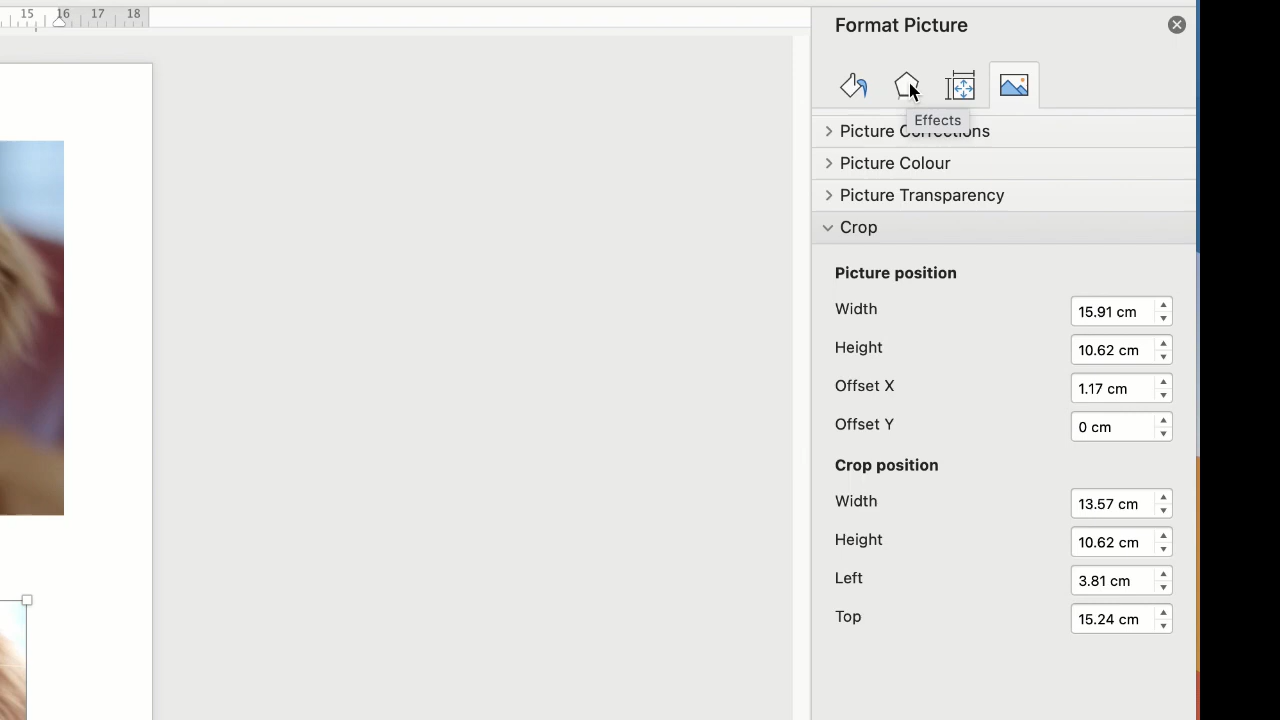 15 16 17 18
Format Picture
Effects
Picture Corrections
Picture Colour
Picture Transparency
Crop
Picture position
Width 15.91 cm
Height 10.62 cm
Offset X 1.17 cm
Offset Y 0 cm
Crop position
Width 13.57 cm
Height 10.62 cm
Left 3.81 cm
Top 15.24 cm